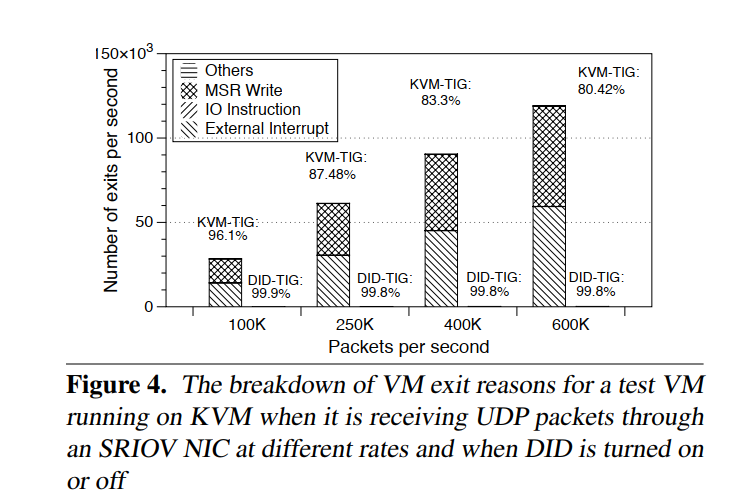 150×10³
Others
MSR Write
IO Instruction
External Interrupt
KVM-TIG:
80.42%
KVM-TIG:
83.3%
100
KVM-TIG:
87.48%
50
KVM-TIG:
96.1%
DID-TIG:
99.9%
DID-TIG:
99.8%
DID-TIG:
99.8%
DID-TIG:
99.8%
0
Number of exits per second
100K
250K
400K
600K
Packets per second
Figure 4. The breakdown of VM exit reasons for a test VM
running on KVM when it is receiving UDP packets through
an SRIOV NIC at different rates and when DID is turned on
or off